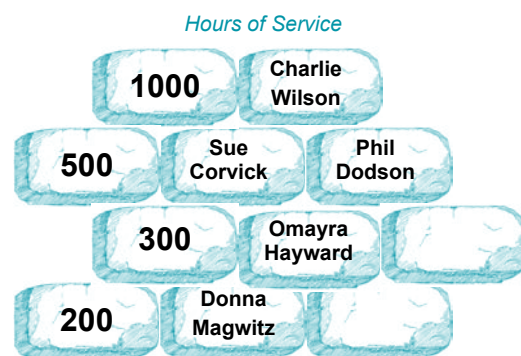 Hours of Service
1000
Charlie
Wilson
500
Sue
Corvick
Phil
Dodson
300
Omayra
Hayward
200
Donna
Magwitz